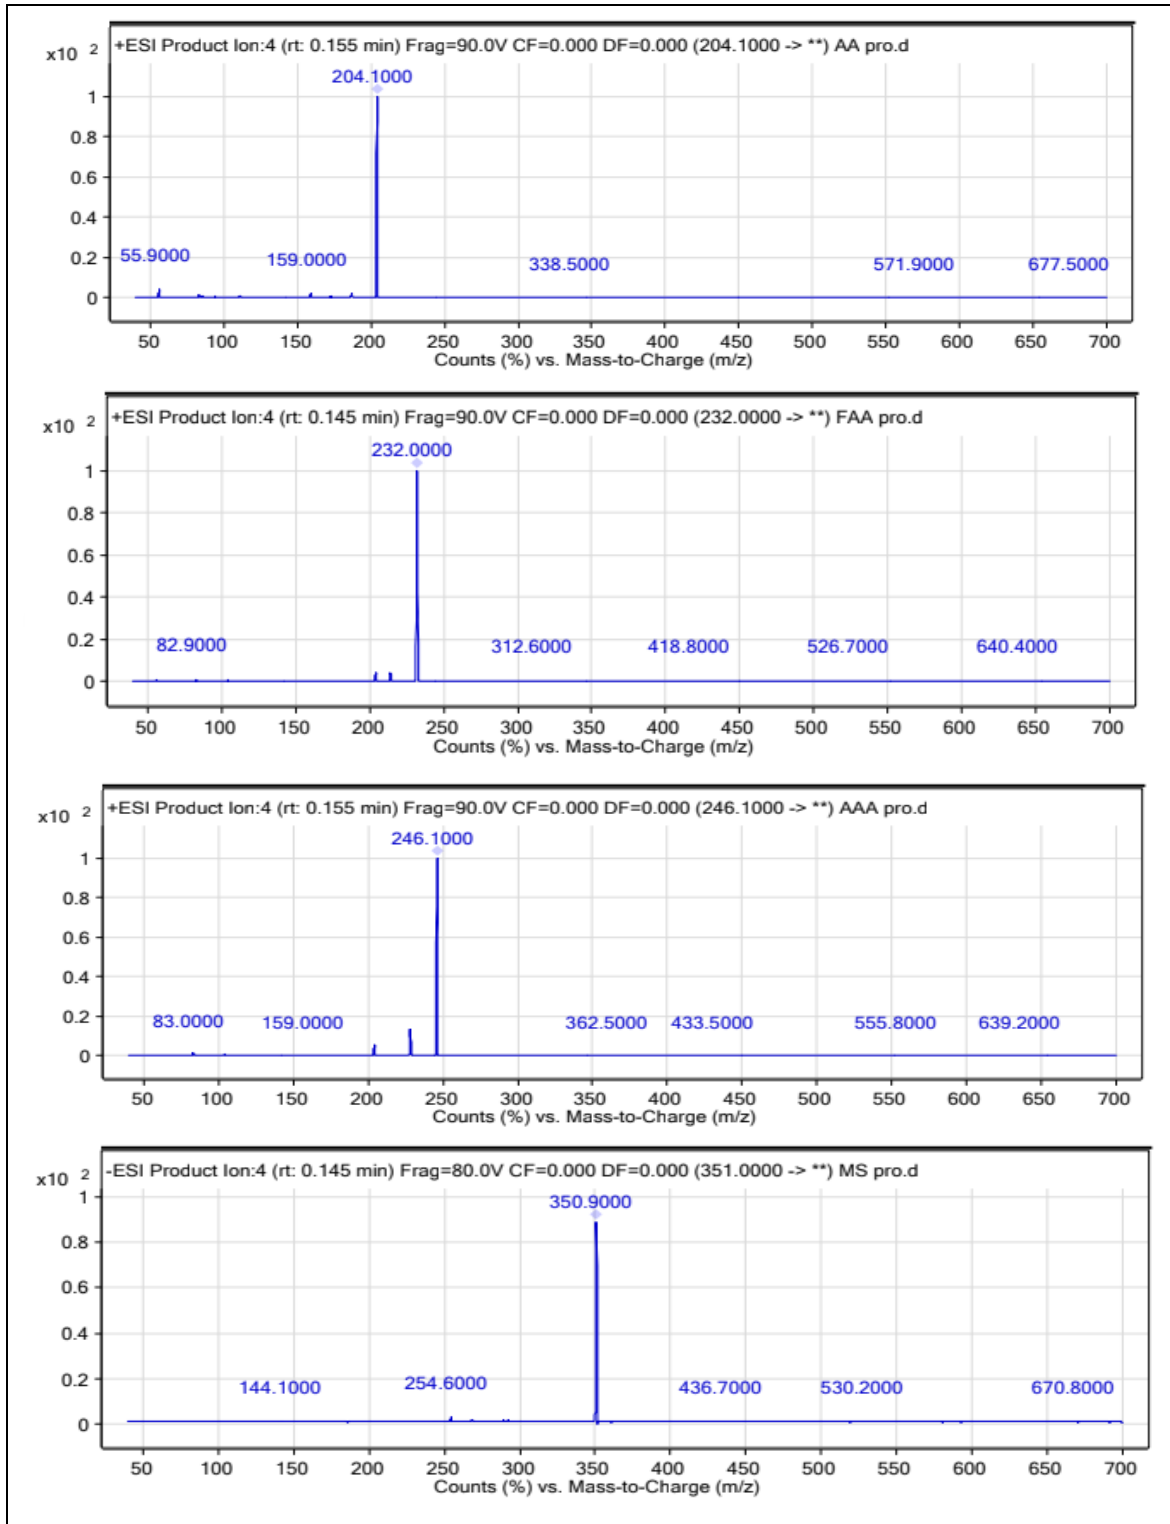 +ESI Product Ion:4 (rt: 0.155 min) Frag=90.0V CF=0.000 DF=0.000 (204.1000 -> **) AA pro.d
x10 2
204.1000
1
0.8
0.6
0.4
0.2
0
55.9000 159.0000 338.5000 571.9000 677.5000
50 100 150 200 250 300 350 400 450 500 550 600 650 700
Counts (%) vs. Mass-to-Charge (m/z)
+ESI Product Ion:4 (rt: 0.145 min) Frag=90.0V CF=0.000 DF=0.000 (232.0000 -> **) FAA pro.d
x10 2
232.0000
1
0.8
0.6
0.4
0.2
0
82.9000 312.6000 418.8000 526.7000 640.4000
50 100 150 200 250 300 350 400 450 500 550 600 650 700
Counts (%) vs. Mass-to-Charge (m/z)
+ESI Product Ion:4 (rt: 0.155 min) Frag=90.0V CF=0.000 DF=0.000 (246.1000 -> **) AAA pro.d
x10 2
246.1000
1
0.8
0.6
0.4
0.2
0
83.0000 159.0000 362.5000 433.5000 555.8000 639.2000
50 100 150 200 250 300 350 400 450 500 550 600 650 700
Counts (%) vs. Mass-to-Charge (m/z)
-ESI Product Ion:4 (rt: 0.145 min) Frag=80.0V CF=0.000 DF=0.000 (351.0000 -> **) MS pro.d
x10 2
350.9000
1
0.8
0.6
0.4
0.2
0
144.1000 254.6000 436.7000 530.2000 670.8000
50 100 150 200 250 300 350 400 450 500 550 600 650 700
Counts (%) vs. Mass-to-Charge (m/z)